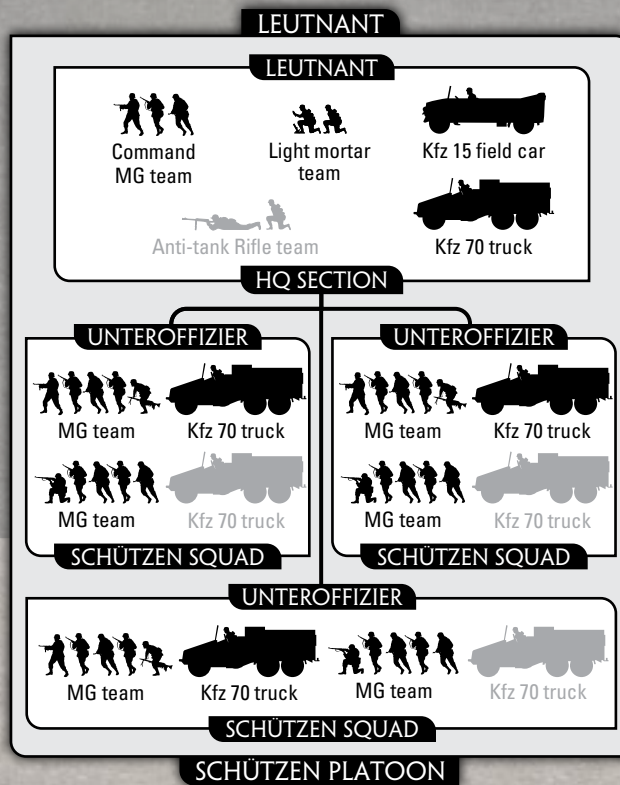 LEUTNANT
LEUTNANT
Command
MG team
Light mortar
team
Kfz 15 field car
Anti-tank Rifle team
Kfz 70 truck
HQ SECTION
UNTEROFFIZIER
MG team
Kfz 70 truck
MG team
Kfz 70 truck
SCHÜTZEN SQUAD
UNTEROFFIZIER
MG team
Kfz 70 truck
MG team
Kfz 70 truck
SCHÜTZEN SQUAD
UNTEROFFIZIER
MG team
Kfz 70 truck
MG team
Kfz 70 truck
SCHÜTZEN SQUAD
SCHÜTZEN PLATOON